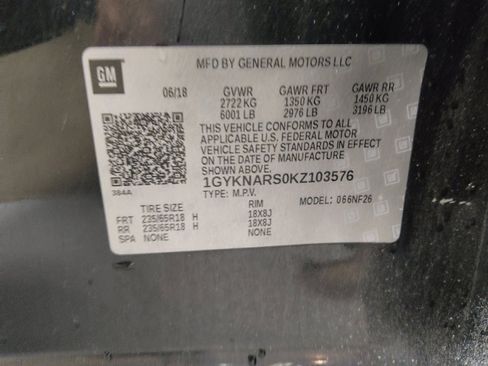 GM
MFD BY GENERAL MOTORS LLC
06/18 GVWR GAWR FRT GAWR RR
2722 KG 1350 KG 1450 KG
6001 LB 2976 LB 3196 LB
THIS VEHICLE CONFORMS TO ALL
APPLICABLE U.S. FEDERAL MOTOR
VEHICLE SAFETY STANDARDS IN EFFECT
ON THE DATE OF MANUFACTURE
SHOWN ABOVE.
384A 1GYKNARS0KZ103576
TYPE: M.P.V. MODEL: 066NF26
TIRE SIZE RIM
FRT 235/65R18 H 18X8J
RR 235/65R18 H 18X8J
SPA NONE NONE